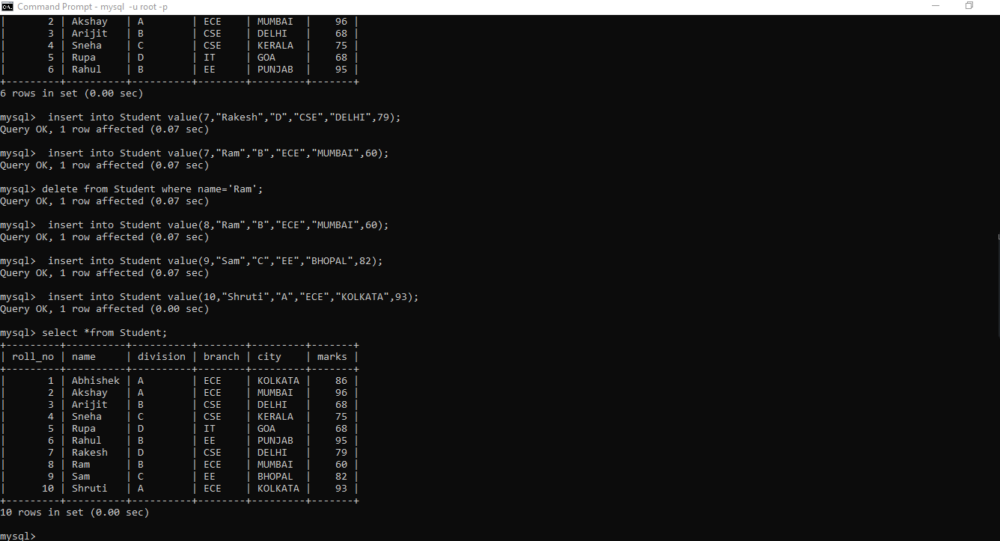 Command Prompt - mysql  -u root -p
|       2 | Akshay   | A        | ECE    | MUMBAI  |    96 |
|       3 | Arijit   | B        | CSE    | DELHI   |    68 |
|       4 | Sneha    | C        | CSE    | KERALA  |    75 |
|       5 | Rupa     | D        | IT     | GOA     |    68 |
|       6 | Rahul    | B        | EE     | PUNJAB  |    95 |
+---------+----------+----------+--------+---------+-------+
6 rows in set (0.00 sec)
mysql>  insert into Student value(7,"Rakesh","D","CSE","DELHI",79);
Query OK, 1 row affected (0.07 sec)
mysql>  insert into Student value(7,"Ram","B","ECE","MUMBAI",60);
Query OK, 1 row affected (0.07 sec)
mysql> delete from Student where name='Ram';
Query OK, 1 row affected (0.07 sec)
mysql>  insert into Student value(8,"Ram","B","ECE","MUMBAI",60);
Query OK, 1 row affected (0.07 sec)
mysql>  insert into Student value(9,"Sam","C","EE","BHOPAL",82);
Query OK, 1 row affected (0.07 sec)
mysql>  insert into Student value(10,"Shruti","A","ECE","KOLKATA",93);
Query OK, 1 row affected (0.00 sec)
mysql> select *from Student;
+---------+----------+----------+--------+---------+-------+
| roll_no | name     | division | branch | city    | marks |
+---------+----------+----------+--------+---------+-------+
|       1 | Abhishek | A        | ECE    | KOLKATA |    86 |
|       2 | Akshay   | A        | ECE    | MUMBAI  |    96 |
|       3 | Arijit   | B        | CSE    | DELHI   |    68 |
|       4 | Sneha    | C        | CSE    | KERALA  |    75 |
|       5 | Rupa     | D        | IT     | GOA     |    68 |
|       6 | Rahul    | B        | EE     | PUNJAB  |    95 |
|       7 | Rakesh   | D        | CSE    | DELHI   |    79 |
|       8 | Ram      | B        | ECE    | MUMBAI  |    60 |
|       9 | Sam      | C        | EE     | BHOPAL  |    82 |
|      10 | Shruti   | A        | ECE    | KOLKATA |    93 |
+---------+----------+----------+--------+---------+-------+
10 rows in set (0.00 sec)
mysql>